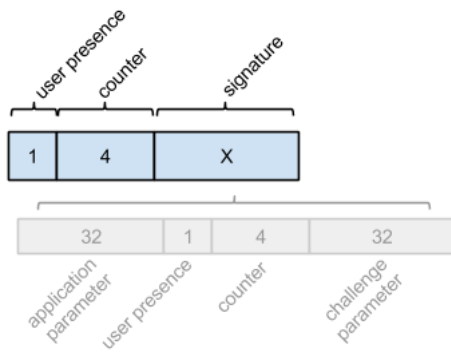 user presence
counter
signature
1 4 X
32 1 4 32
application
parameter
user presence
counter
challenge
parameter